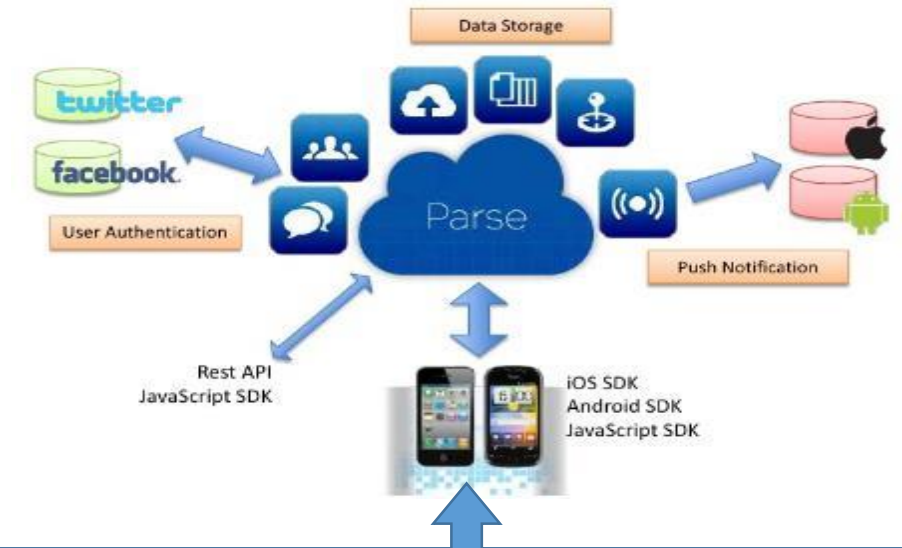 Data Storage
twitter
facebook.
User Authentication
Parse
Push Notification
Rest API
JavaScript SDK
iOS SDK
Android SDK
JavaScript SDK